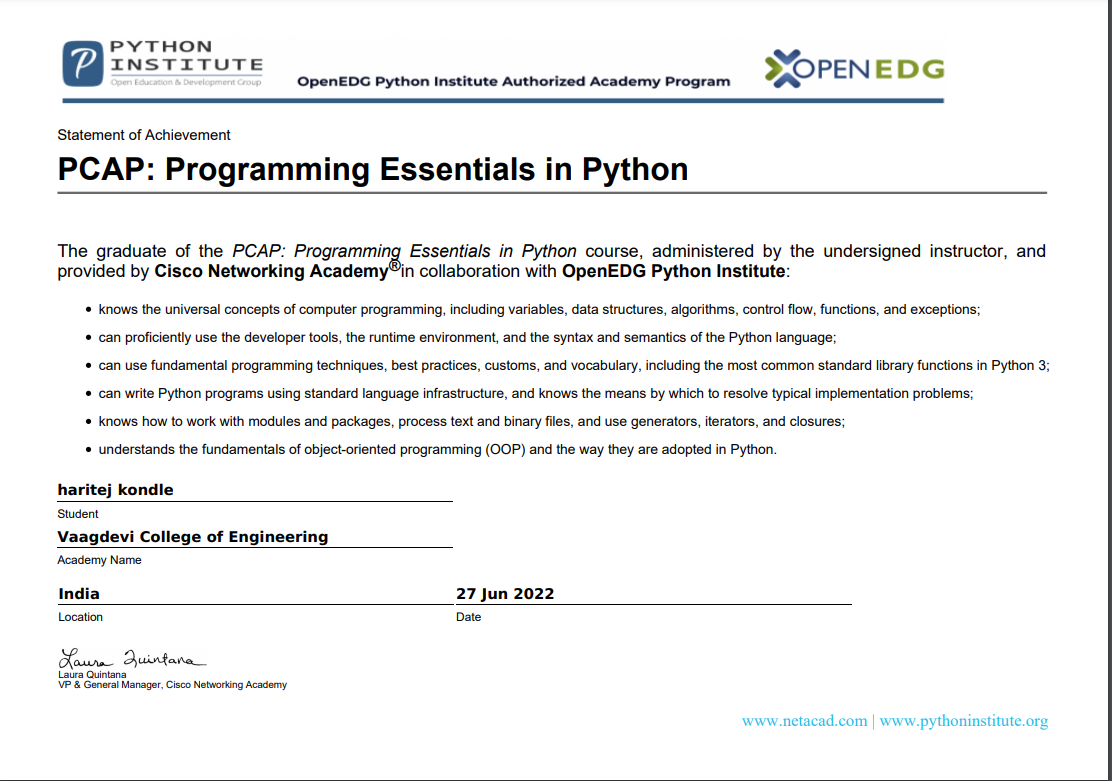 PYTHON
INSTITUTE
Open Education & Development Group
OpenEDG Python Institute Authorized Academy Program
OPENEDG
Statement of Achievement
PCAP: Programming Essentials in Python
The graduate of the PCAP: Programming Essentials in Python course, administered by the undersigned instructor, and
provided by Cisco Networking Academy®in collaboration with OpenEDG Python Institute:
• knows the universal concepts of computer programming, including variables, data structures, algorithms, control flow, functions, and exceptions;
• can proficiently use the developer tools, the runtime environment, and the syntax and semantics of the Python language;
• can use fundamental programming techniques, best practices, customs, and vocabulary, including the most common standard library functions in Python 3;
• can write Python programs using standard language infrastructure, and knows the means by which to resolve typical implementation problems;
• knows how to work with modules and packages, process text and binary files, and use generators, iterators, and closures;
• understands the fundamentals of object-oriented programming (OOP) and the way they are adopted in Python.
haritej kondle
Student
Vaagdevi College of Engineering
Academy Name
India
Location
27 Jun 2022
Date
Laura Quintana
Laura Quintana
VP & General Manager, Cisco Networking Academy
www.netacad.com | www.pythoninstitute.org